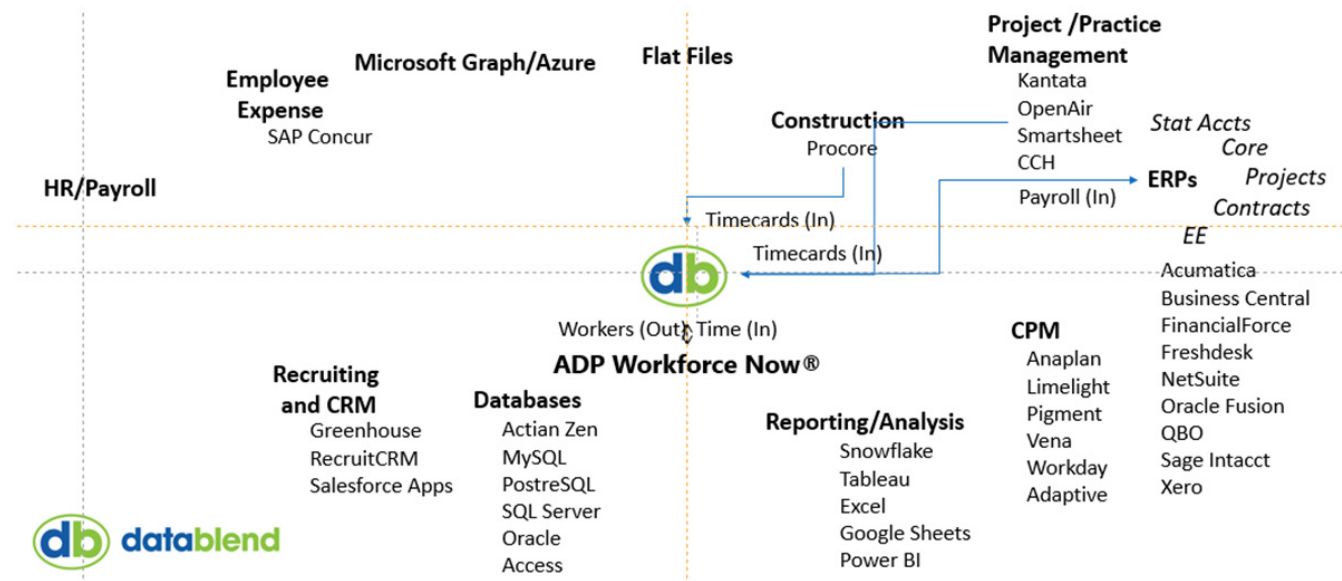 Project /Practice
Management
Kantata
OpenAir
Smartsheet
CCH
Flat Files
Microsoft Graph/Azure
Employee
Expense
SAP Concur
Construction
Procore
Stat Accts
Core
ERPs
Projects
Contracts
EE
HR/Payroll
Payroll (In)
Timecards (In)
Timecards (In)
db
Workers (Out) Time (In)
ADP Workforce Now®
Acumatica
Business Central
FinancialForce
Freshdesk
NetSuite
Oracle Fusion
QBO
Sage Intacct
Xero
CPM
Anaplan
Limelight
Pigment
Vena
Workday
Adaptive
Recruiting
and CRM
Greenhouse
RecruitCRM
Salesforce Apps
Databases
Actian Zen
MySQL
PostreSQL
SQL Server
Oracle
Access
Reporting/Analysis
Snowflake
Tableau
Excel
Google Sheets
Power BI
db datablend